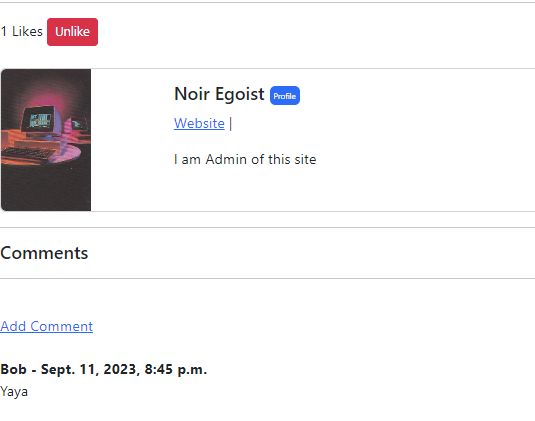 1 Likes Unlike
Noir Egoist Profile
Website |
I am Admin of this site
Comments
Add Comment
Bob - Sept. 11, 2023, 8:45 p.m.
Yaya